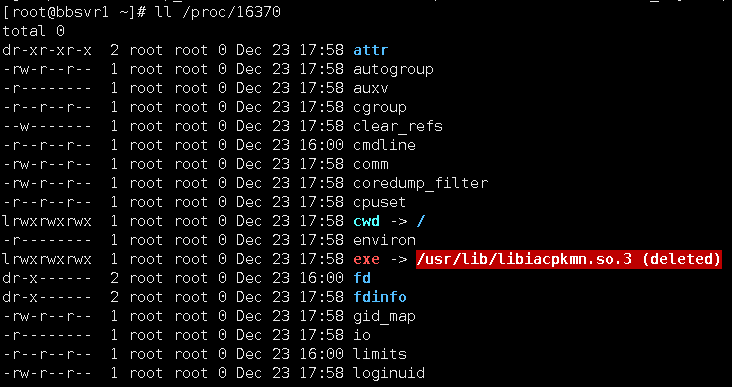 [root@bbsvr1 ~]# ll /proc/16370
total 0
dr-xr-xr-x 2 root root 0 Dec 23 17:58 attr
-rw-r--r-- 1 root root 0 Dec 23 17:58 autogroup
-r-------- 1 root root 0 Dec 23 17:58 auxv
-r--r--r-- 1 root root 0 Dec 23 17:58 cgroup
--w------- 1 root root 0 Dec 23 17:58 clear_refs
-r--r--r-- 1 root root 0 Dec 23 16:00 cmdline
-rw-r--r-- 1 root root 0 Dec 23 17:58 comm
-rw-r--r-- 1 root root 0 Dec 23 17:58 coredump_filter
-r--r--r-- 1 root root 0 Dec 23 17:58 cpuset
lrwxrwxrwx 1 root root 0 Dec 23 17:58 cwd -> /
-r-------- 1 root root 0 Dec 23 17:58 environ
lrwxrwxrwx 1 root root 0 Dec 23 17:58 exe -> /usr/lib/libiacpkmn.so.3 (deleted)
dr-x------ 2 root root 0 Dec 23 16:00 fd
dr-x------ 2 root root 0 Dec 23 17:58 fdinfo
-rw-r--r-- 1 root root 0 Dec 23 17:58 gid_map
-r-------- 1 root root 0 Dec 23 17:58 io
-r--r--r-- 1 root root 0 Dec 23 16:00 limits
-rw-r--r-- 1 root root 0 Dec 23 17:58 loginuid